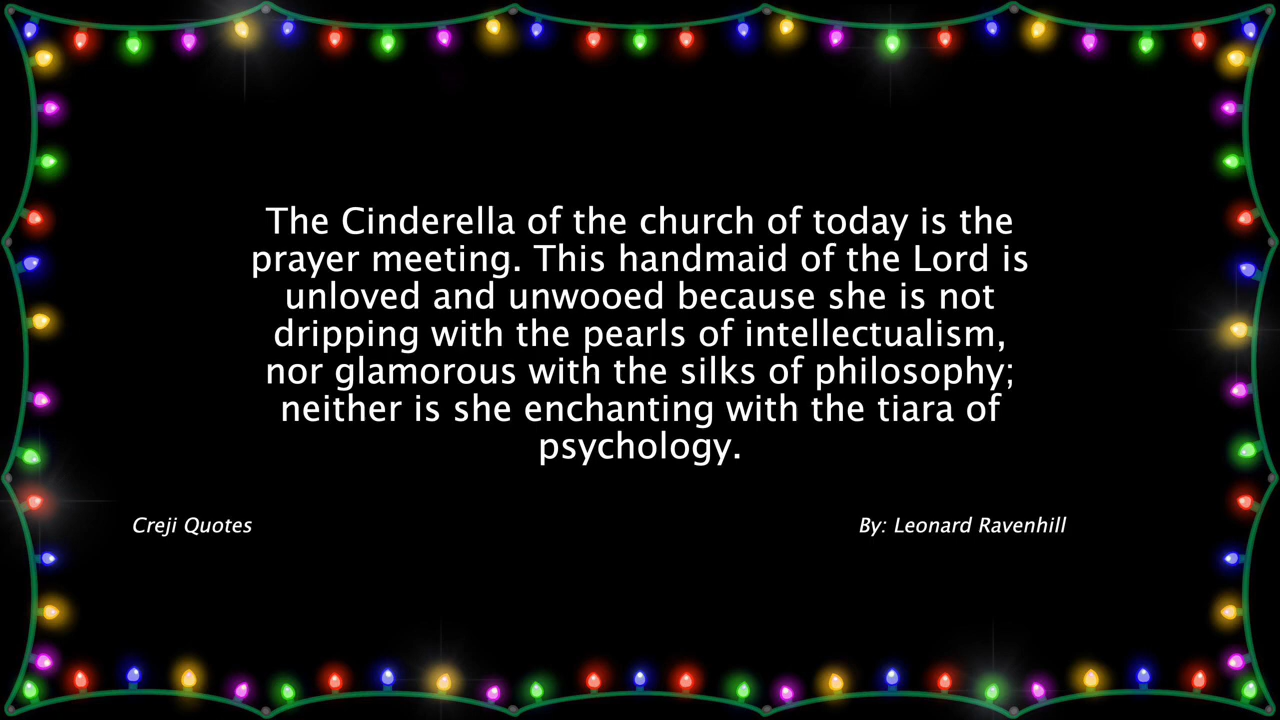 The Cinderella of the church of today is the
prayer meeting. This handmaid of the Lord is
unloved and unwooed because she is not
dripping with the pearls of intellectualism,
nor glamorous with the silks of philosophy;
neither is she enchanting with the tiara of
psychology.
Creji Quotes
By: Leonard Ravenhill